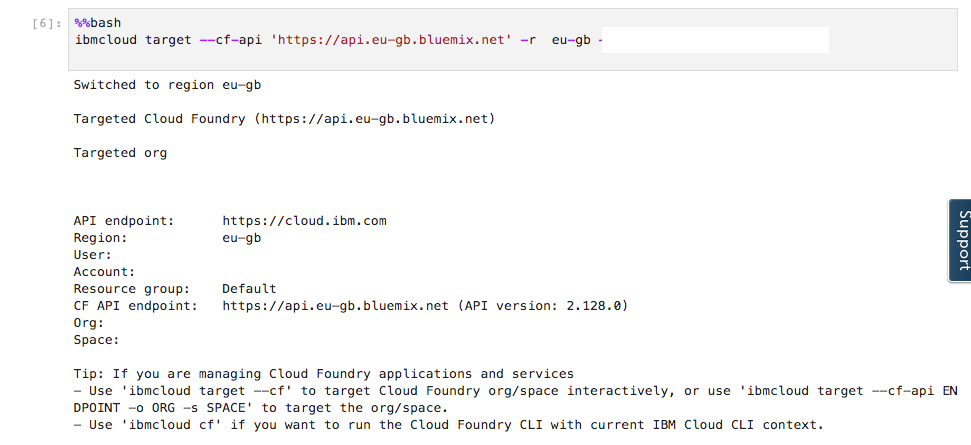 [6]: %%bash
ibmcloud target --cf-api 'https://api.eu-gb.bluemix.net' -r  eu-gb -
Switched to region eu-gb
Targeted Cloud Foundry (https://api.eu-gb.bluemix.net)
Targeted org
API endpoint:      https://cloud.ibm.com
Region:            eu-gb
User:
Account:
Resource group:    Default
CF API endpoint:   https://api.eu-gb.bluemix.net (API version: 2.128.0)
Org:
Space:
Tip: If you are managing Cloud Foundry applications and services
- Use 'ibmcloud target --cf' to target Cloud Foundry org/space interactively, or use 'ibmcloud target --cf-api EN
DPOINT -o ORG -s SPACE' to target the org/space.
- Use 'ibmcloud cf' if you want to run the Cloud Foundry CLI with current IBM Cloud CLI context.
Support